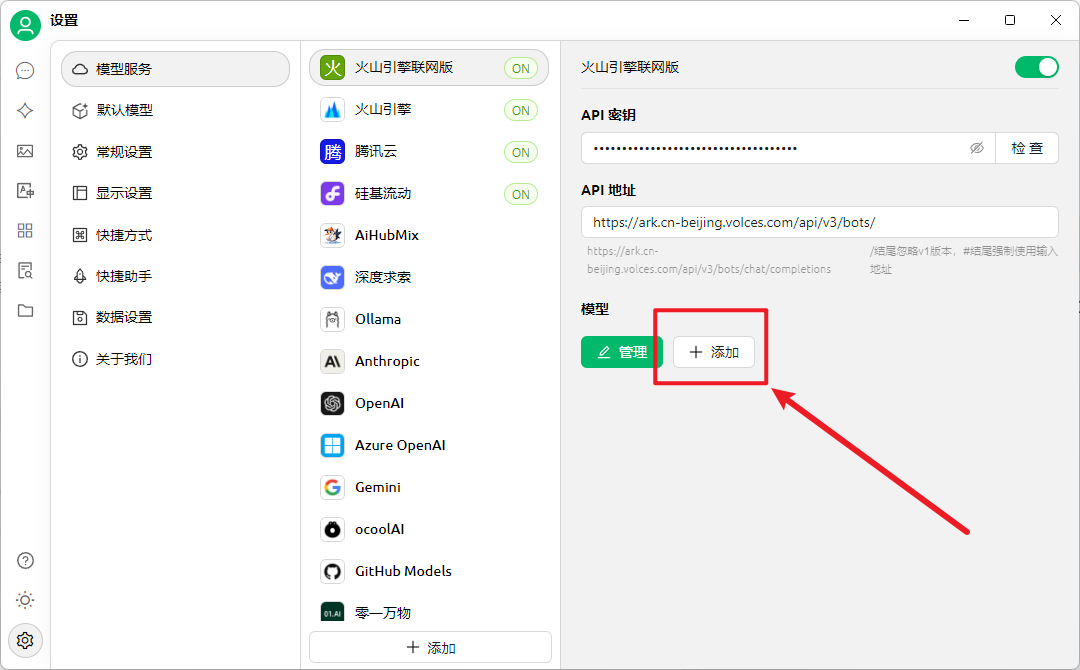 设置
模型服务
默认模型
常规设置
显示设置
快捷方式
快捷助手
数据设置
关于我们
火 火山引擎联网版 ON
火山引擎 ON
腾 腾讯云 ON
硅基流动 ON
AiHubMix
深度求索
Ollama
AI Anthropic
OpenAI
Azure OpenAI
Gemini
ocoolAI
GitHub Models
01.AI 零一万物
添加
火山引擎联网版
API 密钥
•••••••••••••••••••••••••••••••••••• 检 查
API 地址
https://ark.cn-beijing.volces.com/api/v3/bots/
https://ark.cn-
beijing.volces.com/api/v3/bots/chat/completions
/结尾忽略v1版本，#结尾强制使用输入
地址
模型
管理
添加